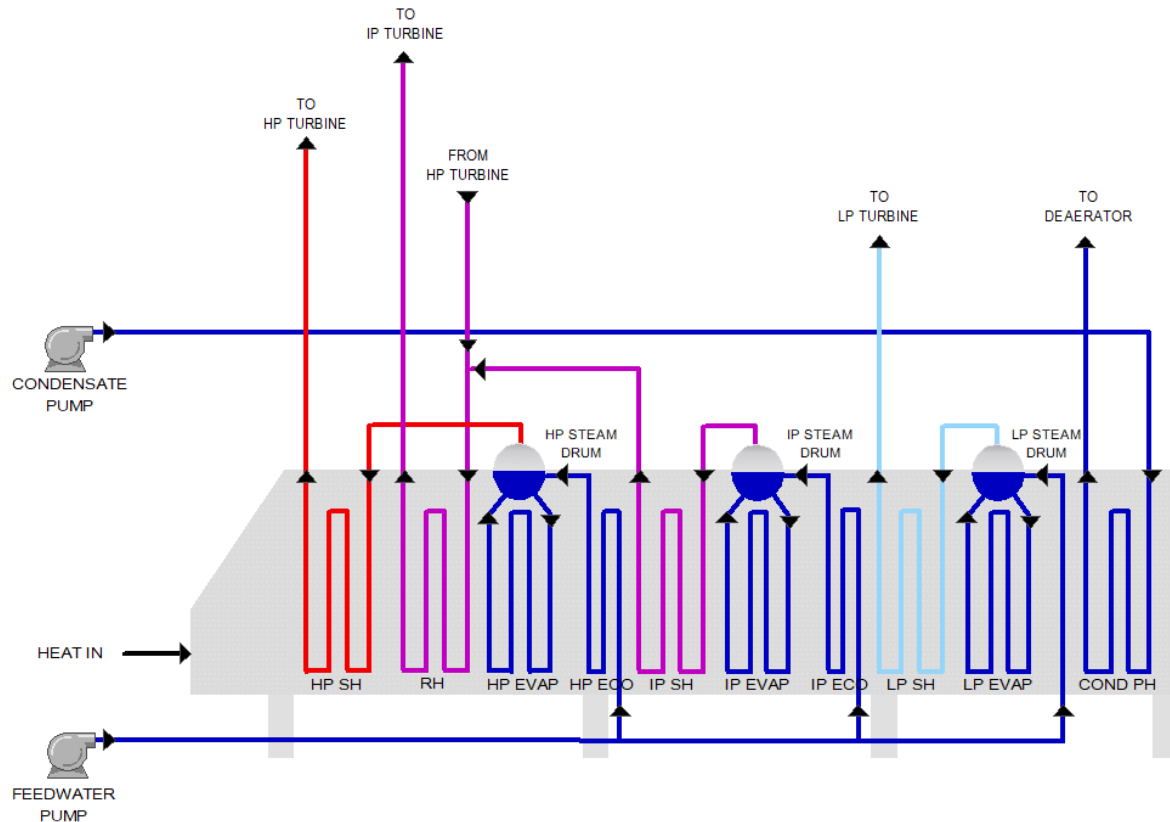 TO
IP TURBINE
TO
HP TURBINE
FROM
HP TURBINE
TO
LP TURBINE
TO
DEAERATOR
CONDENSATE
PUMP
HP STEAM
DRUM
IP STEAM
DRUM
LP STEAM
DRUM
HEAT IN
HP SH
RH
HP EVAP
HP ECO
IP SH
IP EVAP
IP ECO
LP SH
LP EVAP
COND PH
FEEDWATER
PUMP